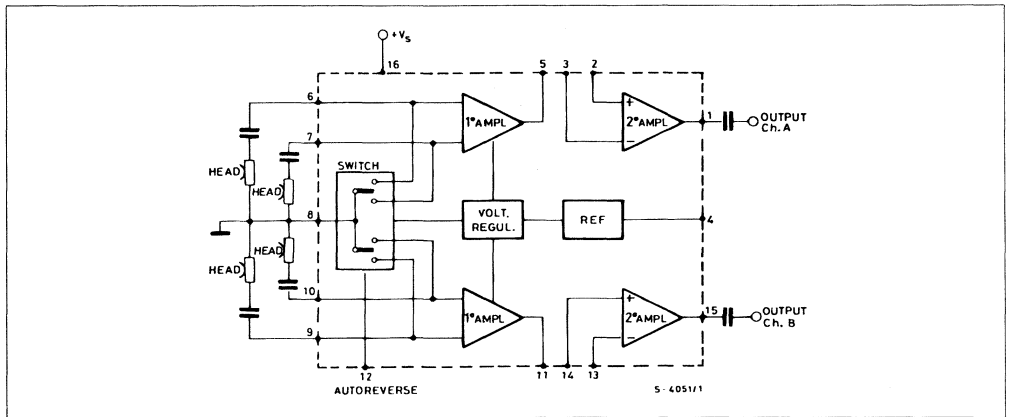 +Vs
16
5 3 2
6
1°AMPL
+
2°AMPL
−
1
OUTPUT
Ch. A
7
SWITCH
HEAD
HEAD
8
VOLT.
REGUL.
REF
4
HEAD
HEAD
10
1°AMPL
+
2°AMPL
−
15
OUTPUT
Ch. B
9
12
11 14 13
AUTOREVERSE
S-4051/1